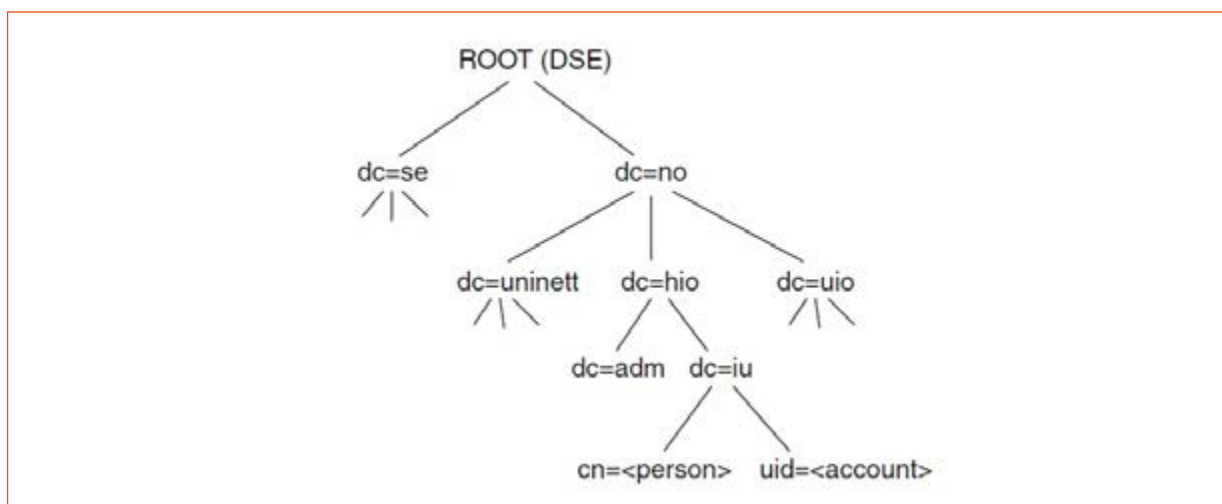 ROOT (DSE)
dc=se dc=no
dc=uninett dc=hio dc=uio
dc=adm dc=iu
cn=<person> uid=<account>